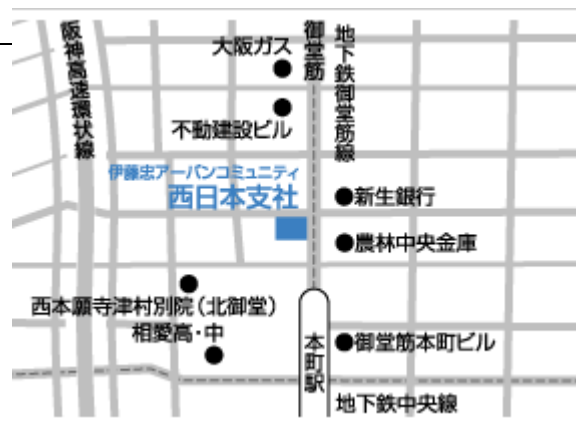 阪神高速環状線
大阪ガス
御堂筋
地下鉄御堂筋線
不動建設ビル
伊藤忠アーバンコミュニティ
西日本支社
新生銀行
農林中央金庫
西本願寺津村別院(北御堂)
相愛高・中
本町駅
御堂筋本町ビル
地下鉄中央線